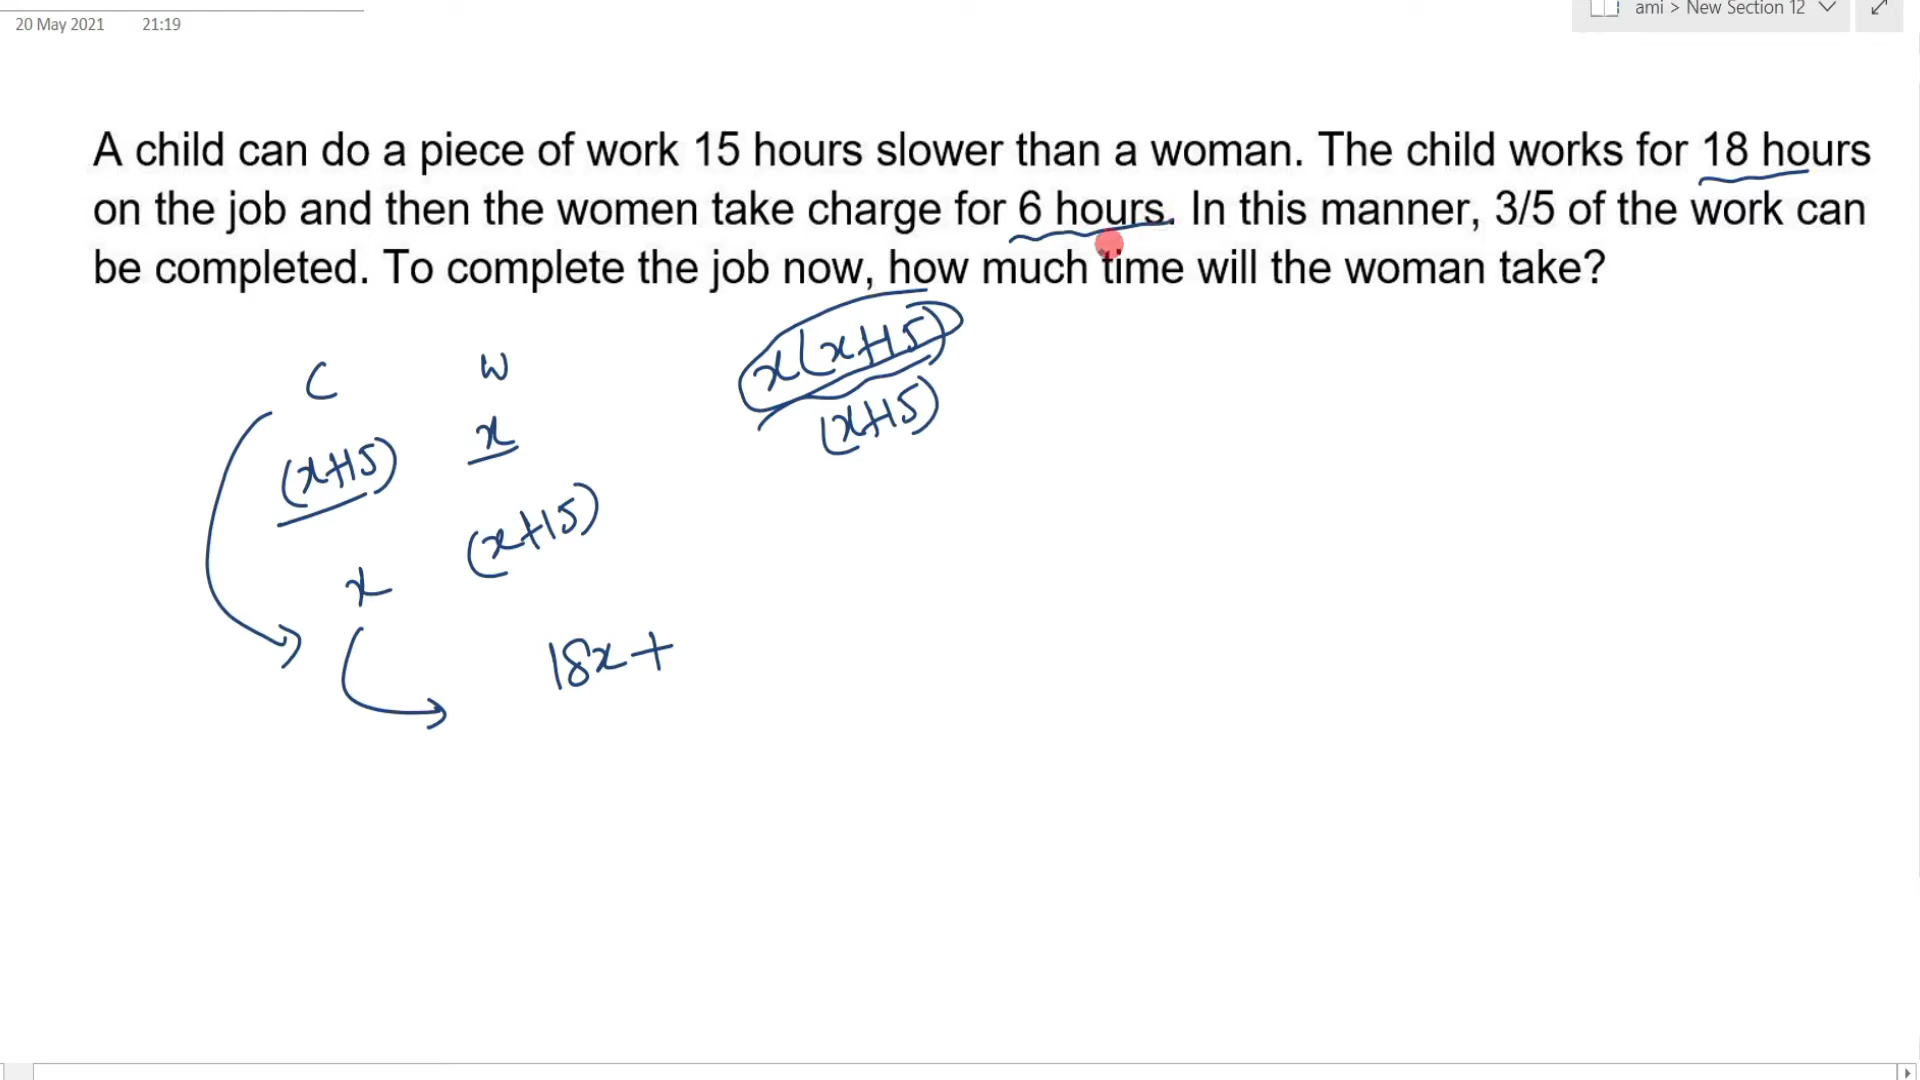 20 May 2021 21:19
ami > New Section 12
A child can do a piece of work 15 hours slower than a woman. The child works for 18 hours
on the job and then the women take charge for 6 hours. In this manner, 3/5 of the work can
be completed. To complete the job now, how much time will the woman take?
C W
(x+15) x
x(x+15)
(x+15)
x (x+15)
18x +